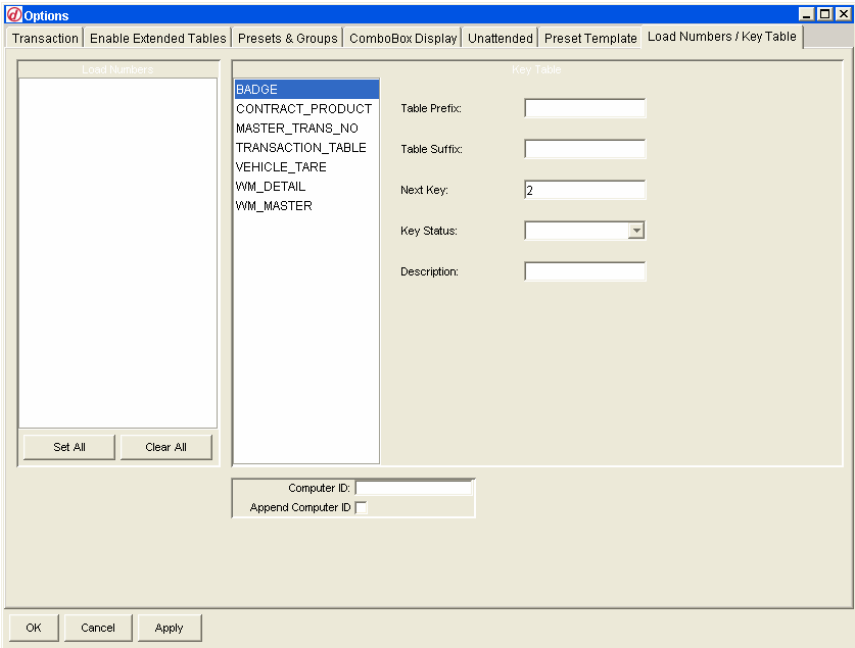 Options
Transaction Enable Extended Tables Presets & Groups ComboBox Display Unattended Preset Template Load Numbers / Key Table
Load Numbers
Key Table
BADGE
CONTRACT_PRODUCT
MASTER_TRANS_NO
TRANSACTION_TABLE
VEHICLE_TARE
WM_DETAIL
WM_MASTER
Table Prefix:
Table Suffix:
Next Key: 2
Key Status:
Description:
Set All Clear All
Computer ID:
Append Computer ID
OK Cancel Apply